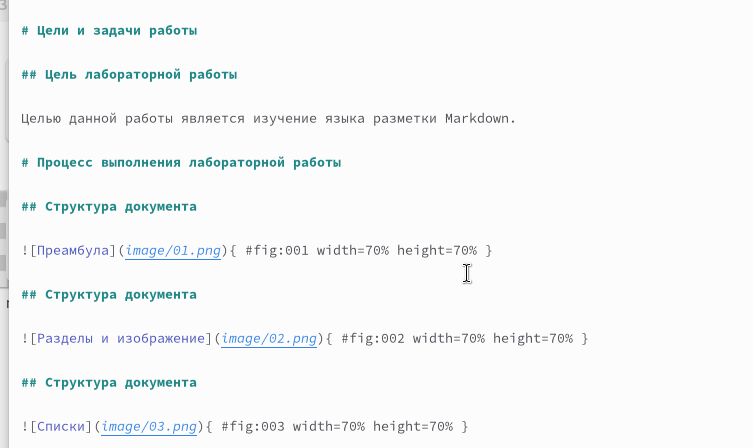 # Цели и задачи работы
## Цель лабораторной работы
Целью данной работы является изучение языка разметки Markdown.
# Процесс выполнения лабораторной работы
## Структура документа
![Преамбула](image/01.png){ #fig:001 width=70% height=70% }
## Структура документа
![Разделы и изображение](image/02.png){ #fig:002 width=70% height=70% }
## Структура документа
![Списки](image/03.png){ #fig:003 width=70% height=70% }